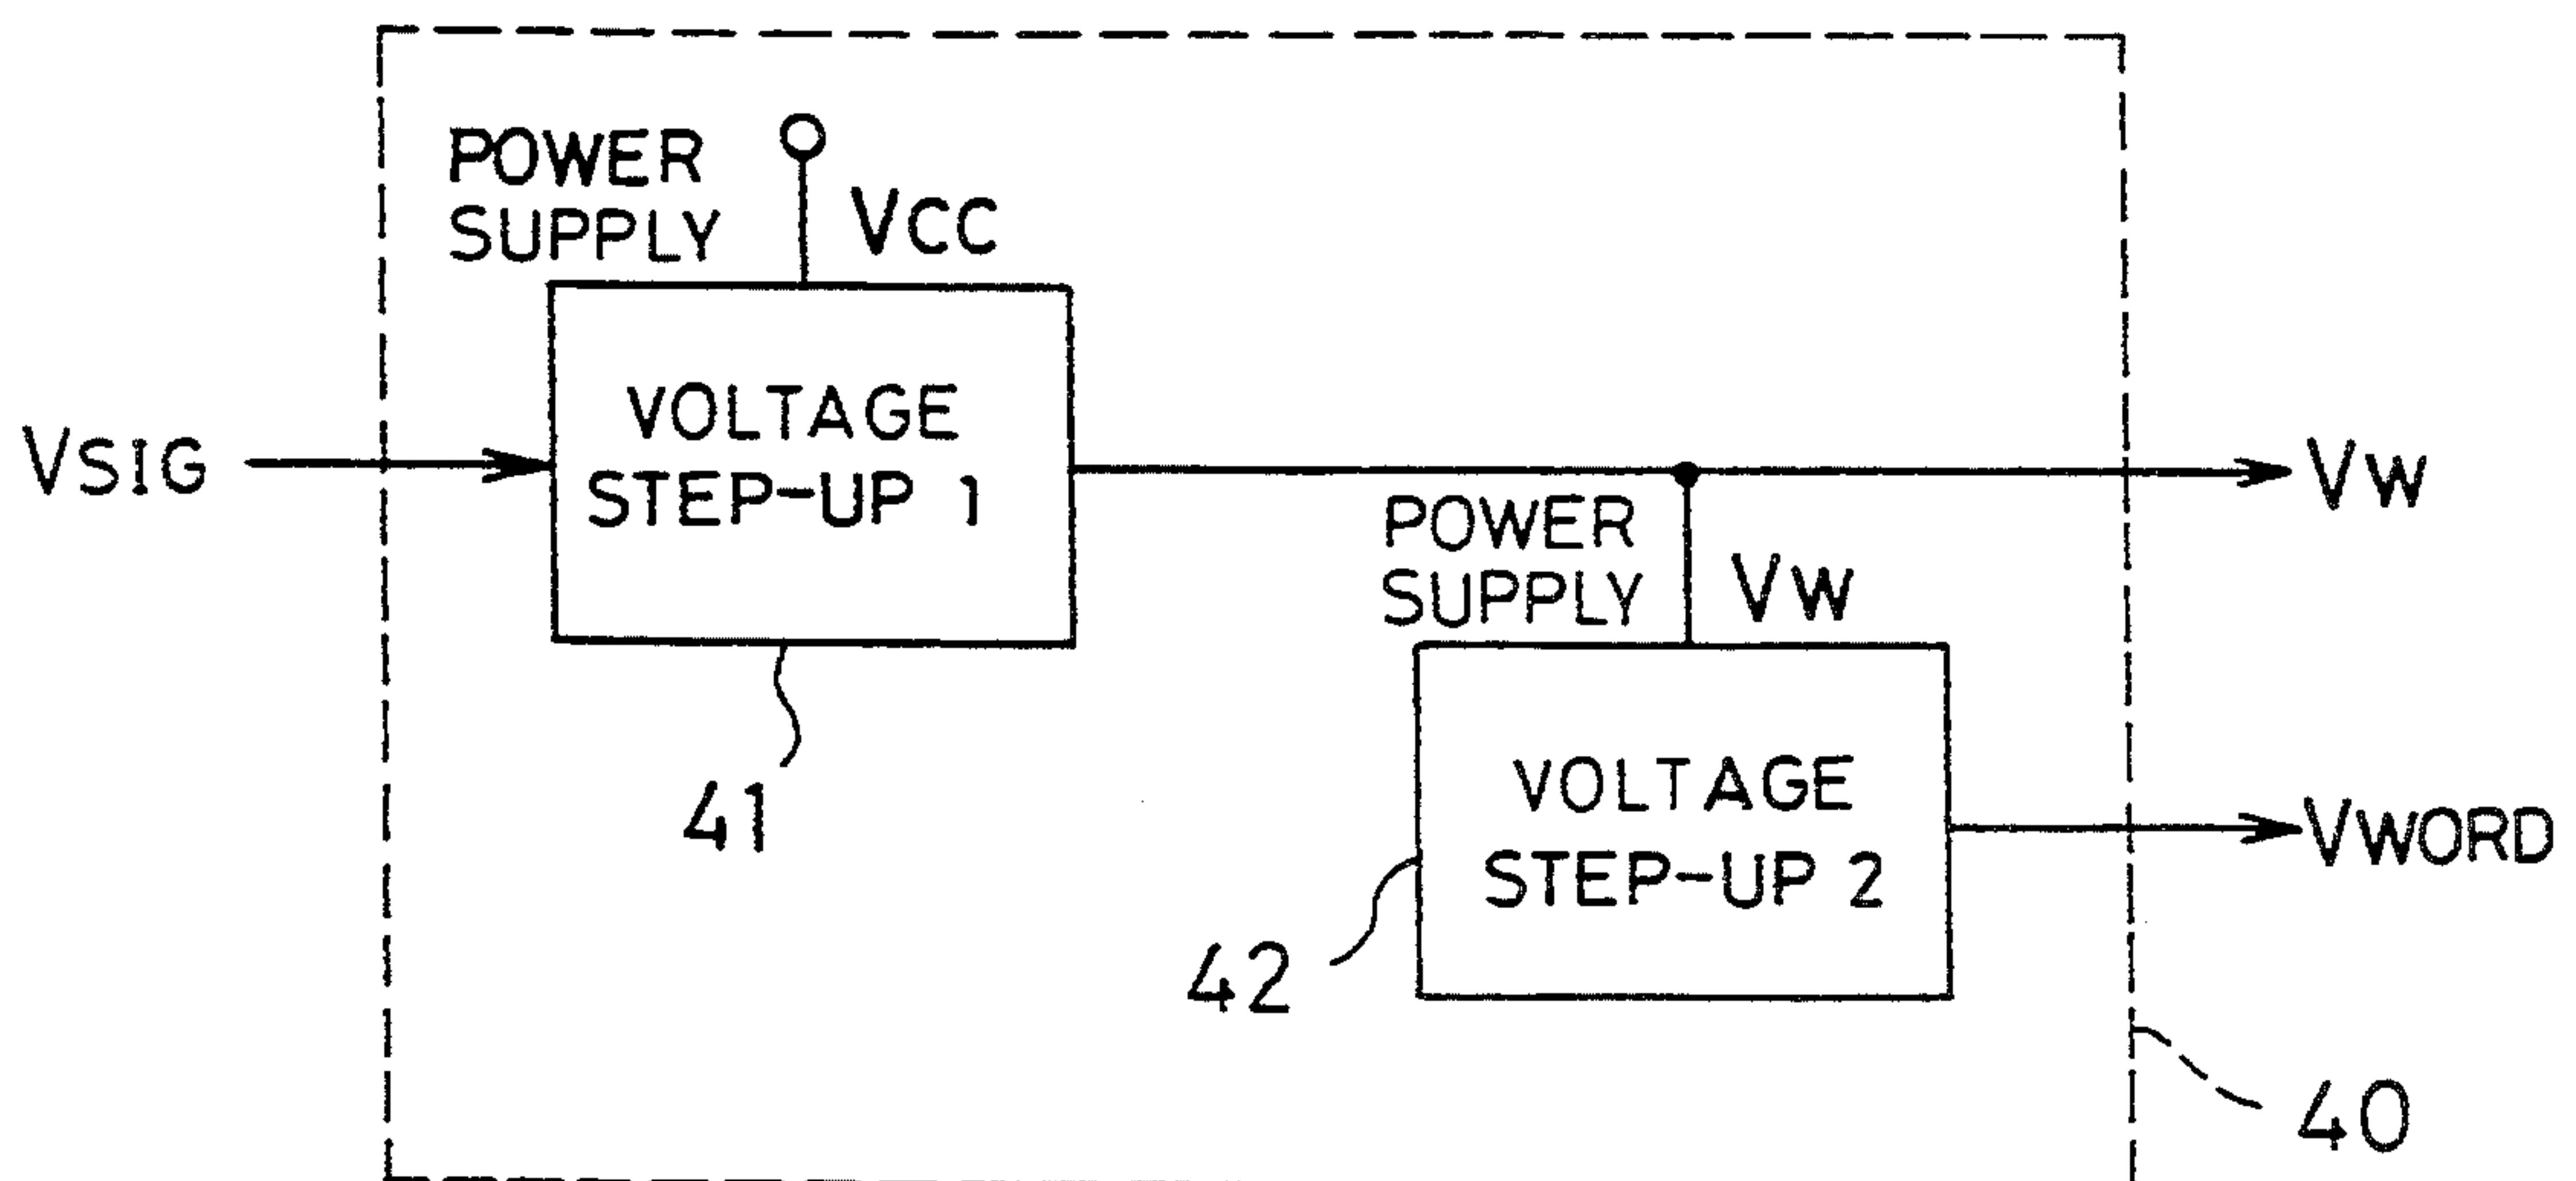 POWER
SUPPLY
VCC
VSIG
VOLTAGE
STEP-UP 1
VW
POWER
SUPPLY
VW
41
VOLTAGE
STEP-UP 2
VWORD
42
40